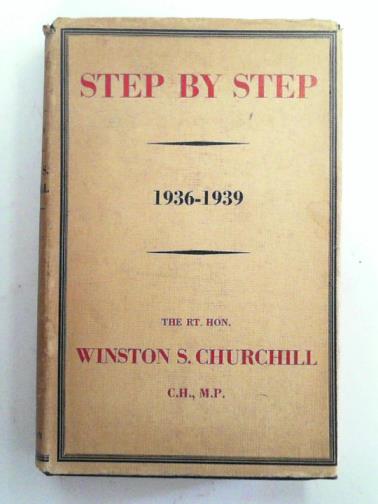 STEP BY STEP
1936-1939
THE RT. HON.
WINSTON S. CHURCHILL
C.H., M.P.